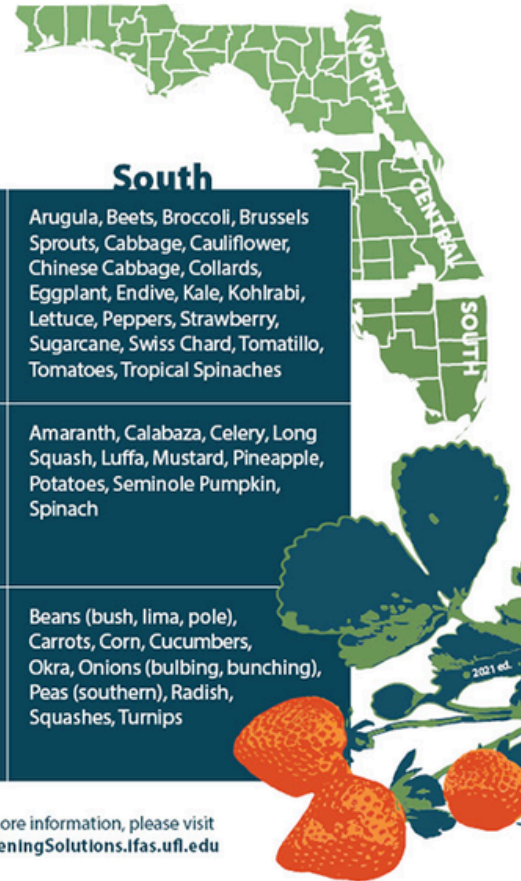 NORTH
CENTRAL
SOUTH
South
Arugula, Beets, Broccoli, Brussels
Sprouts, Cabbage, Cauliflower,
Chinese Cabbage, Collards,
Eggplant, Endive, Kale, Kohlrabi,
Lettuce, Peppers, Strawberry,
Sugarcane, Swiss Chard, Tomatillo,
Tomatoes, Tropical Spinaches
Amaranth, Calabaza, Celery, Long
Squash, Luffa, Mustard, Pineapple,
Potatoes, Seminole Pumpkin,
Spinach
Beans (bush, lima, pole),
Carrots, Corn, Cucumbers,
Okra, Onions (bulbing, bunching),
Peas (southern), Radish,
Squashes, Turnips
2021 ed.
ore information, please visit
eningSolutions.ifas.ufl.edu